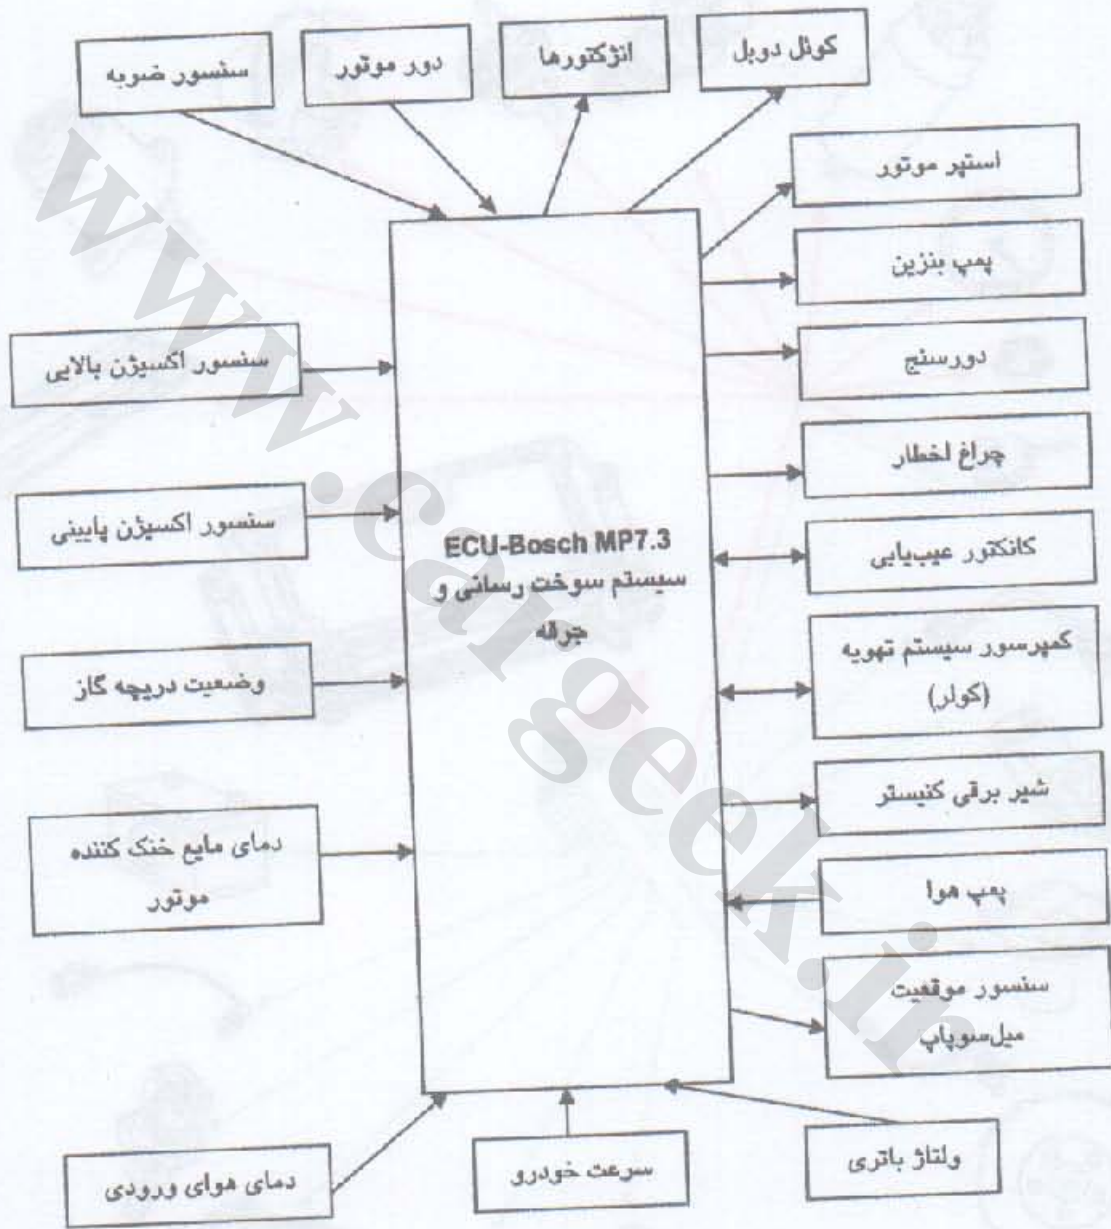 سنسور ضربه
دور موتور
انژکتورها
کوئل دوبل
استپر موتور
پمپ بنزین
دورسنج
چراغ اخطار
کانکتور عیب‌یابی
کمپرسور سیستم تهویه
(کولر)
شیر برقی کنیستر
پمپ هوا
سنسور موقعیت
میل‌سوپاپ
سنسور اکسیژن بالایی
سنسور اکسیژن پایینی
وضعیت دریچه گاز
دمای مایع خنک کننده
موتور
ECU-Bosch MP7.3
سیستم سوخت رسانی و
جرقه
دمای هوای ورودی
سرعت خودرو
ولتاژ باتری
www.cargeek.ir